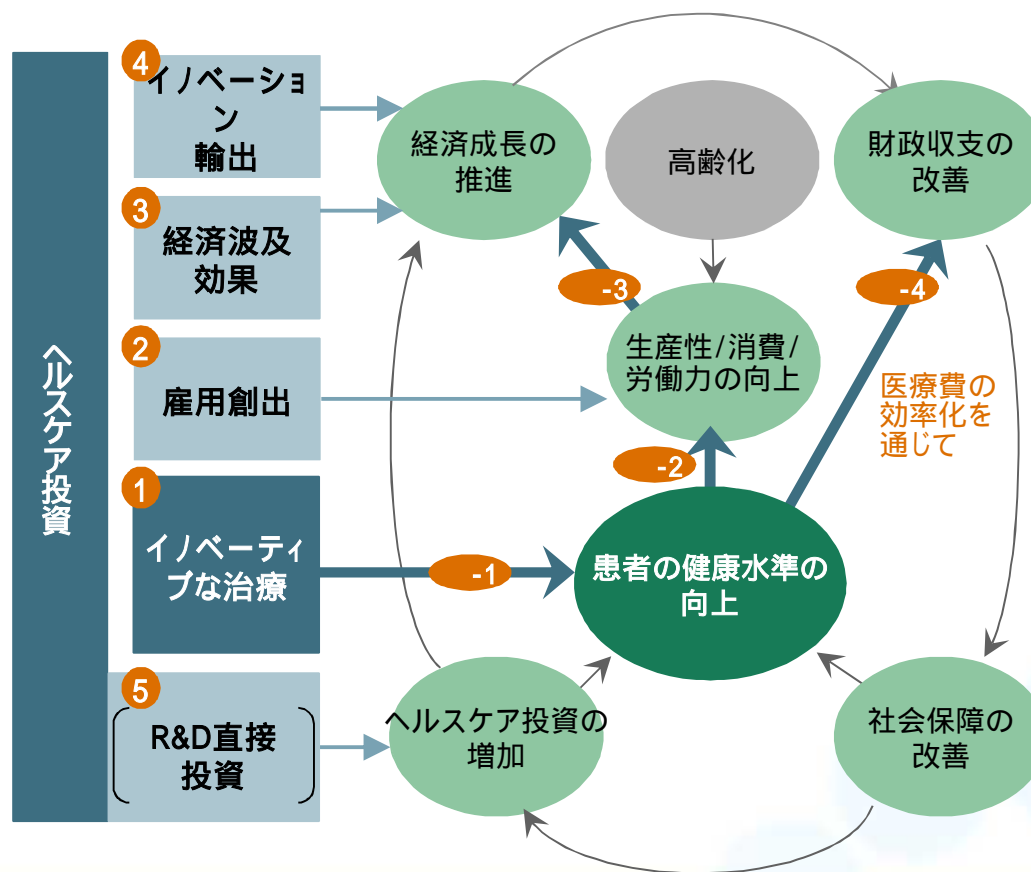 ヘルスケア投資
4
イノベーショ
ン
輸出
3
経済波及
効果
2
雇用創出
1
イノベーティ
ブな治療
5
R&D直接
投資
経済成長の
推進
高齢化
財政収支の
改善
-3
-4
生産性/消費/
労働力の向上
医療費の
効率化を
通じて
-2
-1
患者の健康水準の
向上
ヘルスケア投資の
増加
社会保障の
改善